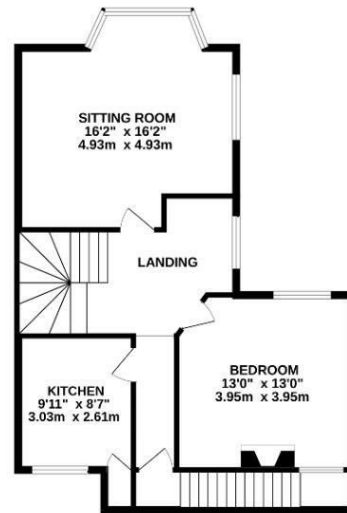 SITTING ROOM
16'2" x 16'2"
4.93m x 4.93m
LANDING
KITCHEN
9'11" x 8'7"
3.03m x 2.61m
BEDROOM
13'0" x 13'0"
3.95m x 3.95m